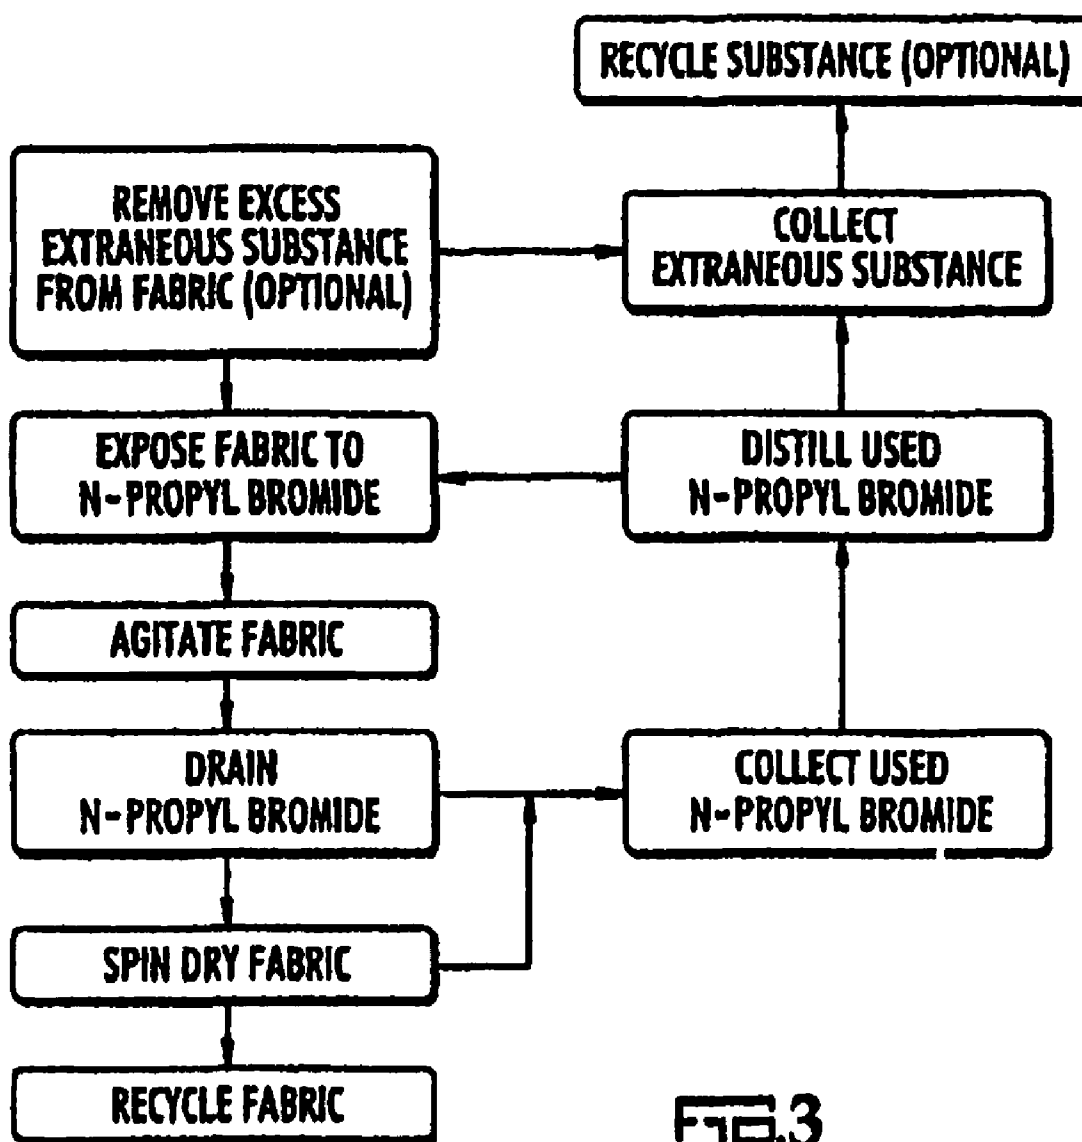 RECYCLE SUBSTANCE (OPTIONAL)
REMOVE EXCESS
EXTRANEOUS SUBSTANCE
FROM FABRIC (OPTIONAL)
COLLECT
EXTRANEOUS SUBSTANCE
EXPOSE FABRIC TO
N-PROPYL BROMIDE
DISTILL USED
N-PROPYL BROMIDE
AGITATE FABRIC
DRAIN
N-PROPYL BROMIDE
COLLECT USED
N-PROPYL BROMIDE
SPIN DRY FABRIC
RECYCLE FABRIC
FIG.3